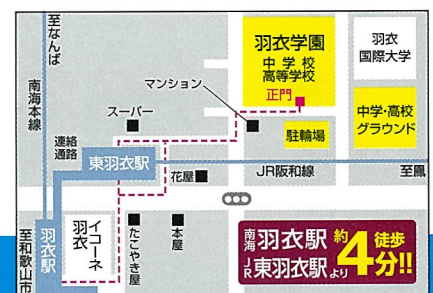 至なんば
南海本線
羽衣学園
中学校
高等学校
正門
羽衣
国際大学
マンション
スーパー
駐輪場
中学・高校
グラウンド
連絡
通路
東羽衣駅
花屋
JR阪和線
至鳳
羽衣駅
至和歌山市
イコーネ
羽衣
たこやき屋
本屋
南海羽衣駅
JR東羽衣駅より
約4徒歩
分!!